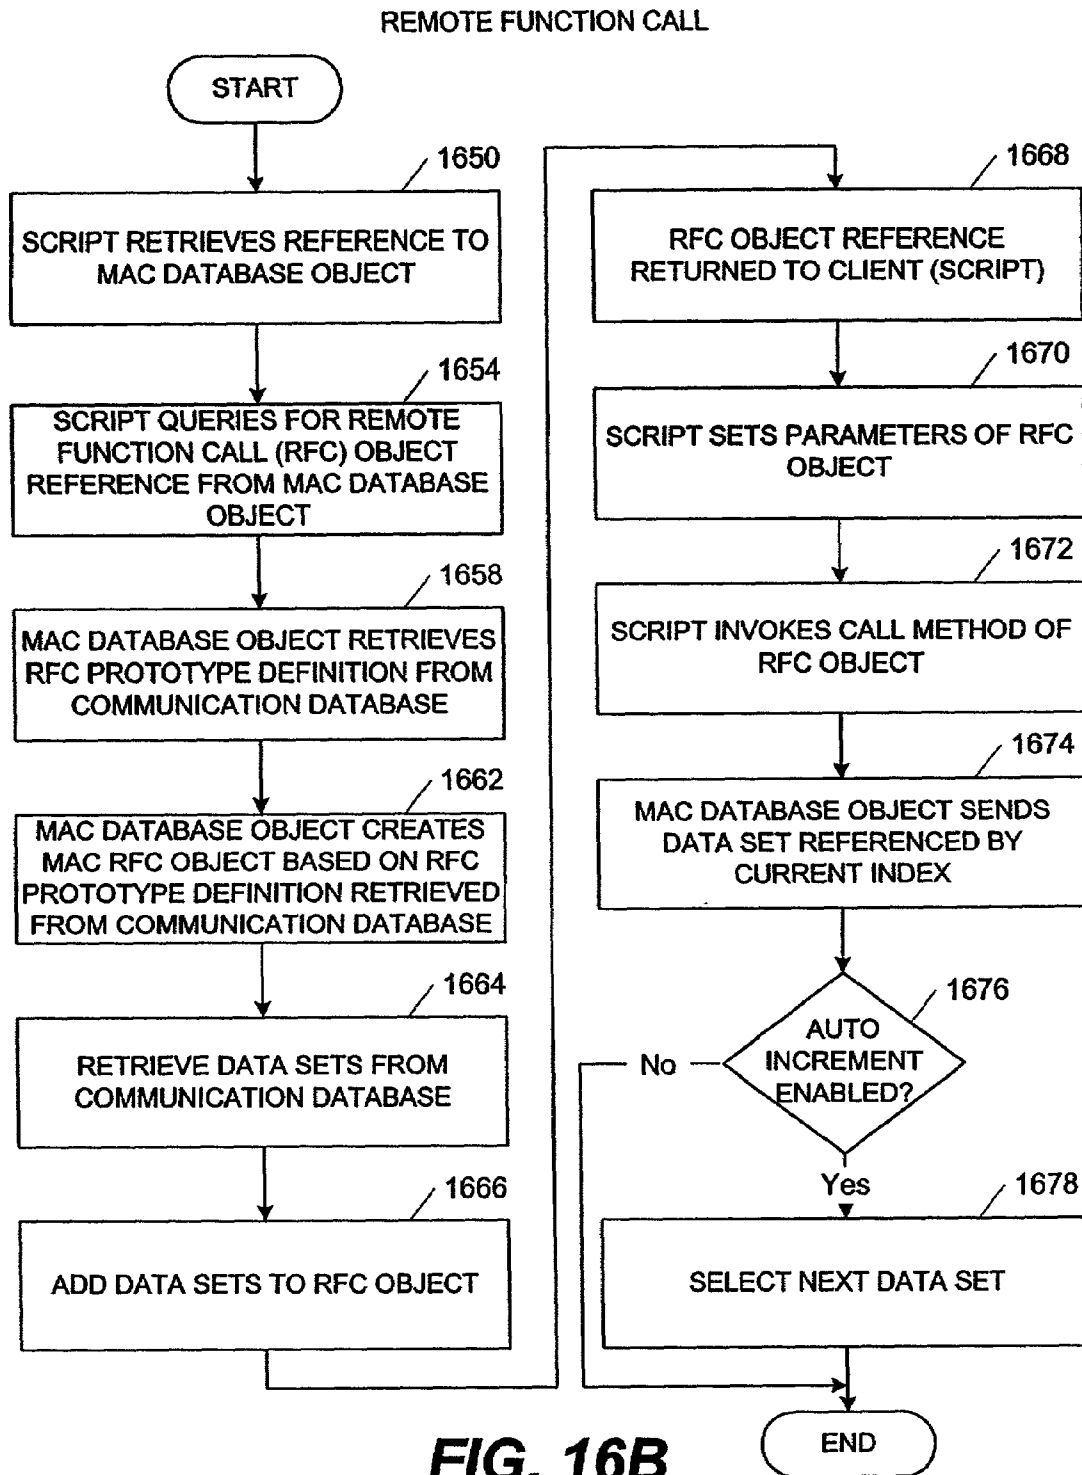 REMOTE FUNCTION CALL
START
1650
SCRIPT RETRIEVES REFERENCE TO
MAC DATABASE OBJECT
1654
SCRIPT QUERIES FOR REMOTE
FUNCTION CALL (RFC) OBJECT
REFERENCE FROM MAC DATABASE
OBJECT
1658
MAC DATABASE OBJECT RETRIEVES
RFC PROTOTYPE DEFINITION FROM
COMMUNICATION DATABASE
1662
MAC DATABASE OBJECT CREATES
MAC RFC OBJECT BASED ON RFC
PROTOTYPE DEFINITION RETRIEVED
FROM COMMUNICATION DATABASE
1664
RETRIEVE DATA SETS FROM
COMMUNICATION DATABASE
1666
ADD DATA SETS TO RFC OBJECT
1668
RFC OBJECT REFERENCE
RETURNED TO CLIENT (SCRIPT)
1670
SCRIPT SETS PARAMETERS OF RFC
OBJECT
1672
SCRIPT INVOKES CALL METHOD OF
RFC OBJECT
1674
MAC DATABASE OBJECT SENDS
DATA SET REFERENCED BY
CURRENT INDEX
1676
AUTO
INCREMENT
ENABLED?
No
Yes
1678
SELECT NEXT DATA SET
END
FIG. 16B